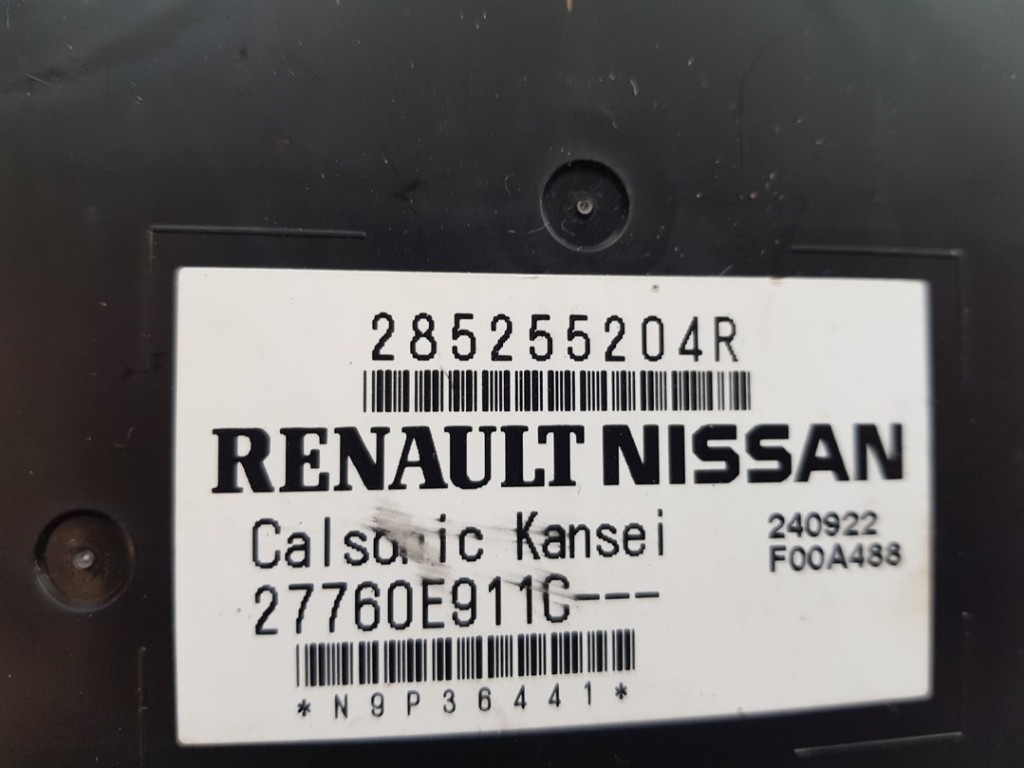 285255204R
RENAULT NISSAN
Calsonic Kansei
240922
F00A488
27760E911C---
*N9P36441*